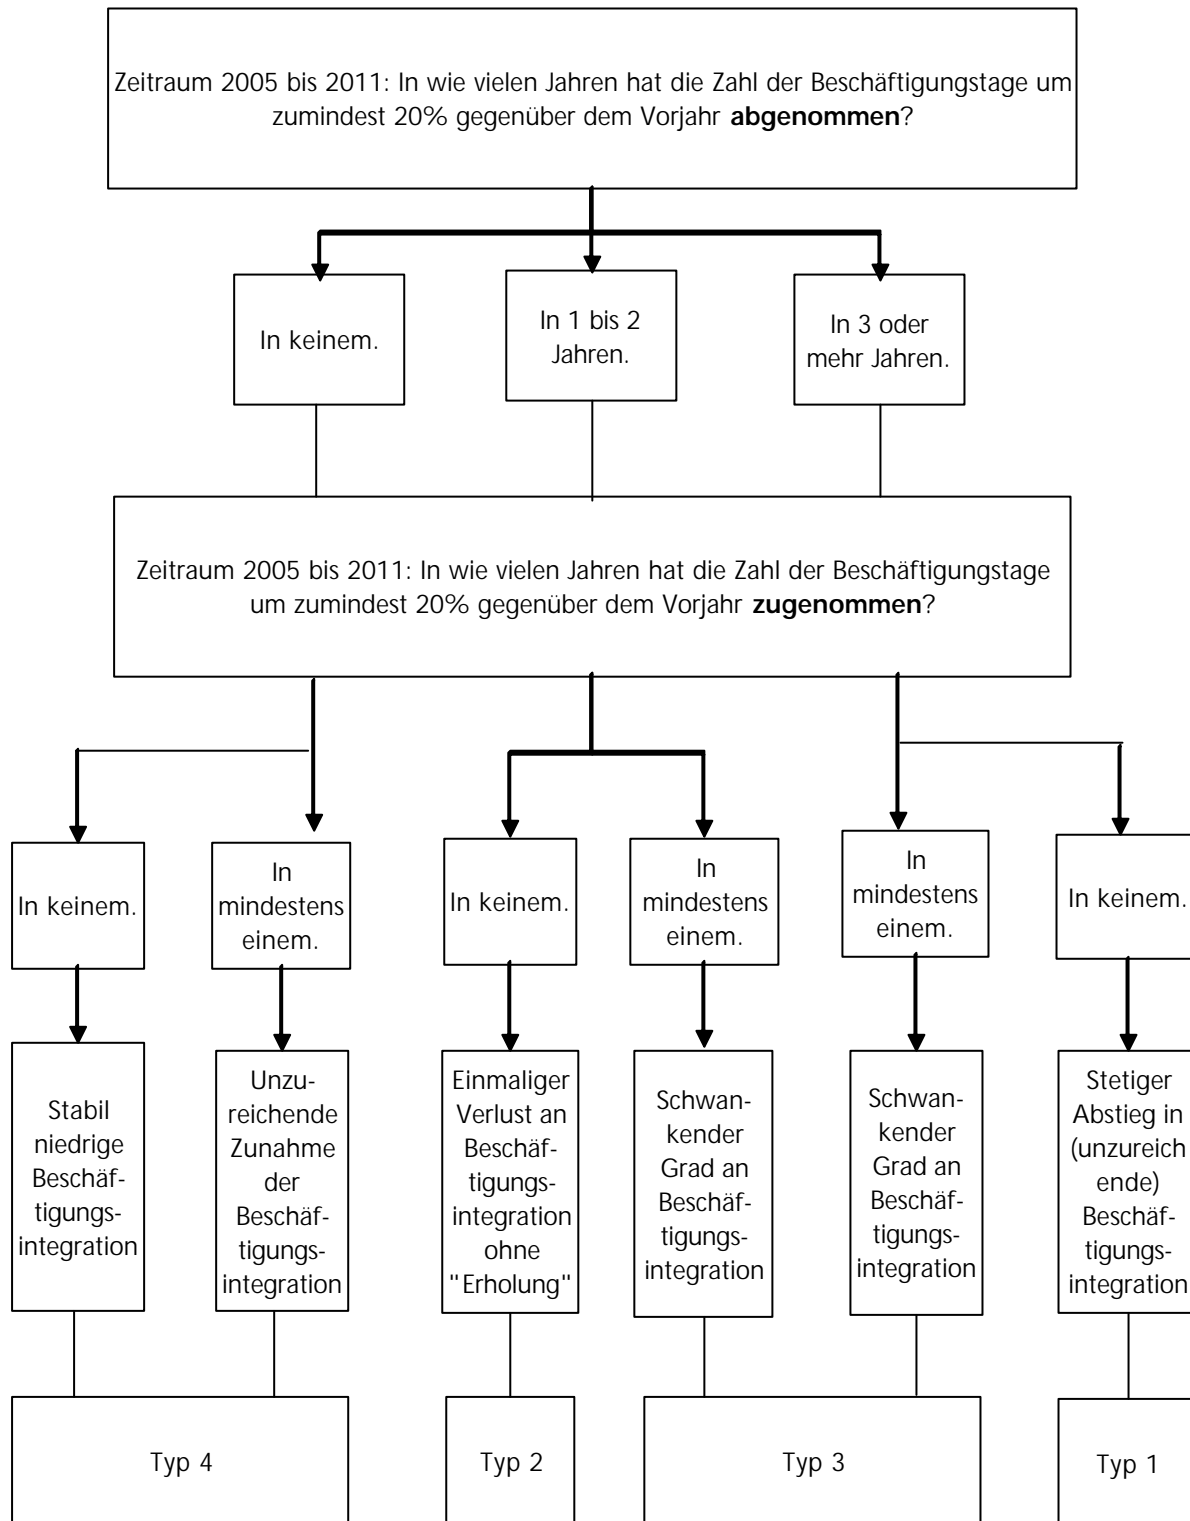 Zeitraum 2005 bis 2011: In wie vielen Jahren hat die Zahl der Beschäftigungstage um
zumindest 20% gegenüber dem Vorjahr abgenommen?
In keinem.
In 1 bis 2
Jahren.
In 3 oder
mehr Jahren.
Zeitraum 2005 bis 2011: In wie vielen Jahren hat die Zahl der Beschäftigungstage
um zumindest 20% gegenüber dem Vorjahr zugenommen?
In keinem.
In
mindestens
einem.
In keinem.
In
mindestens
einem.
In
mindestens
einem.
In keinem.
Stabil
niedrige
Beschäf-
tigungs-
integration
Unzu-
reichende
Zunahme
der
Beschäf-
tigungs-
integration
Einmaliger
Verlust an
Beschäf-
tigungs-
integration
ohne
"Erholung"
Schwan-
kender
Grad an
Beschäf-
tigungs-
integration
Schwan-
kender
Grad an
Beschäf-
tigungs-
integration
Stetiger
Abstieg in
(unzureich
ende)
Beschäf-
tigungs-
integration
Typ 4
Typ 2
Typ 3
Typ 1